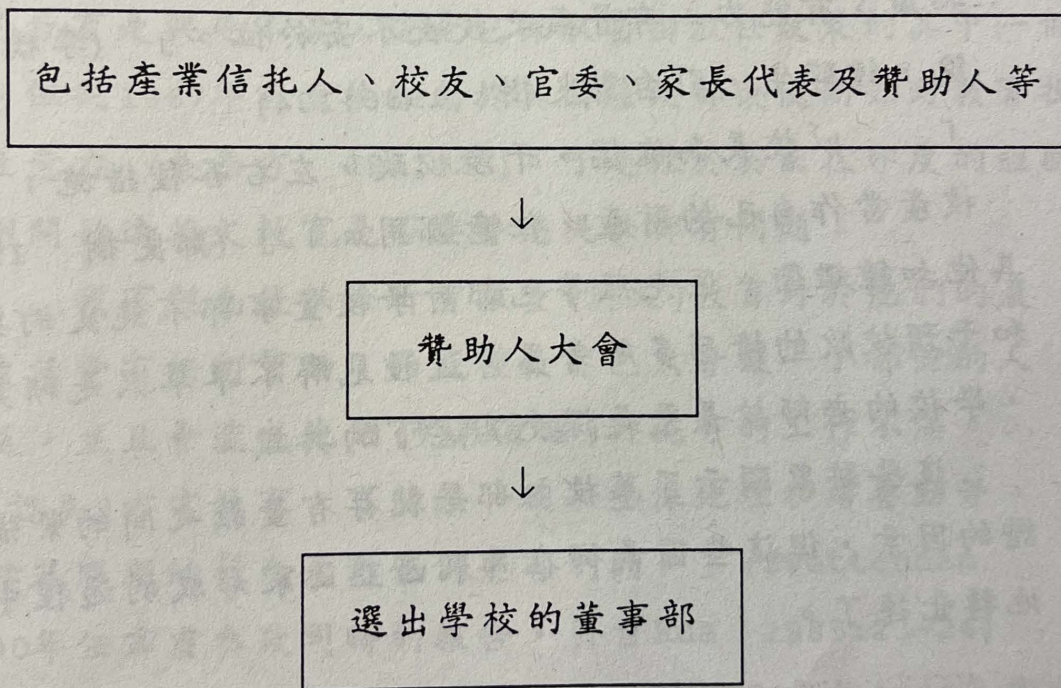 包括產業信托人、校友、官委、家長代表及贊助人等
↓
贊助人大會
↓
選出學校的董事部